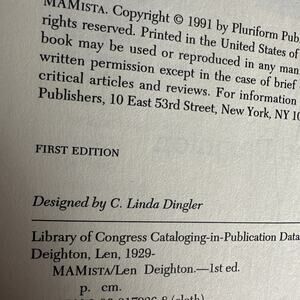 MAMISTA. Copyright © 1991 by Pluriform Pub
rights reserved. Printed in the United States of
book may be used or reproduced in any man
written permission except in the case of brief
critical articles and reviews. For information
Publishers, 10 East 53rd Street, New York, NY 10
FIRST EDITION
Designed by C. Linda Dingler
Library of Congress Cataloging-in-Publication Data
Deighton, Len, 1929-
MAMista/Len Deighton.—1st ed.
p. cm.